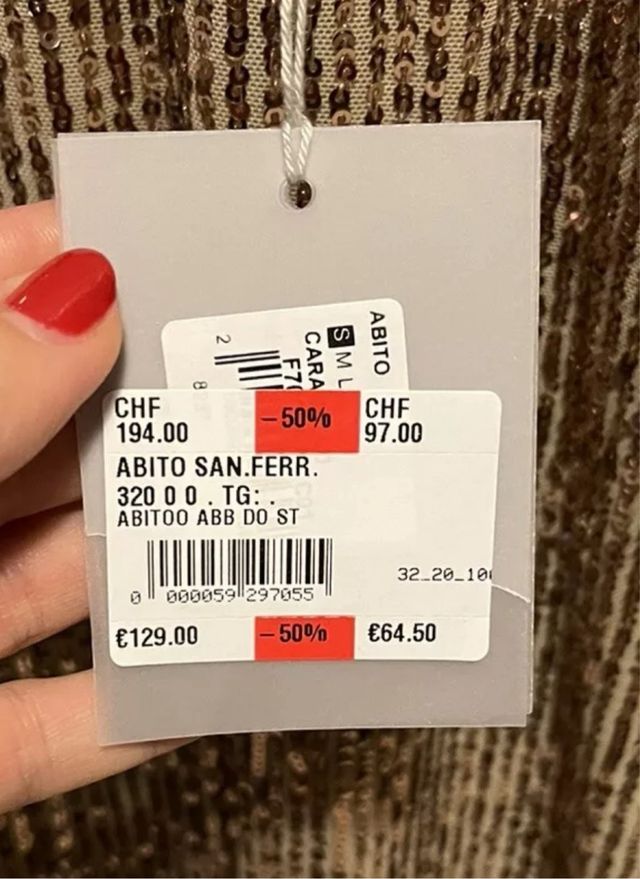 ABITO
S M L
CARA
F70
2
CHF
194.00
-50%
CHF
97.00
ABITO SAN.FERR.
320 0 0 . TG: .
ABITOO ABB DO ST
0 000059 297055
32_20_10
€129.00
-50%
€64.50